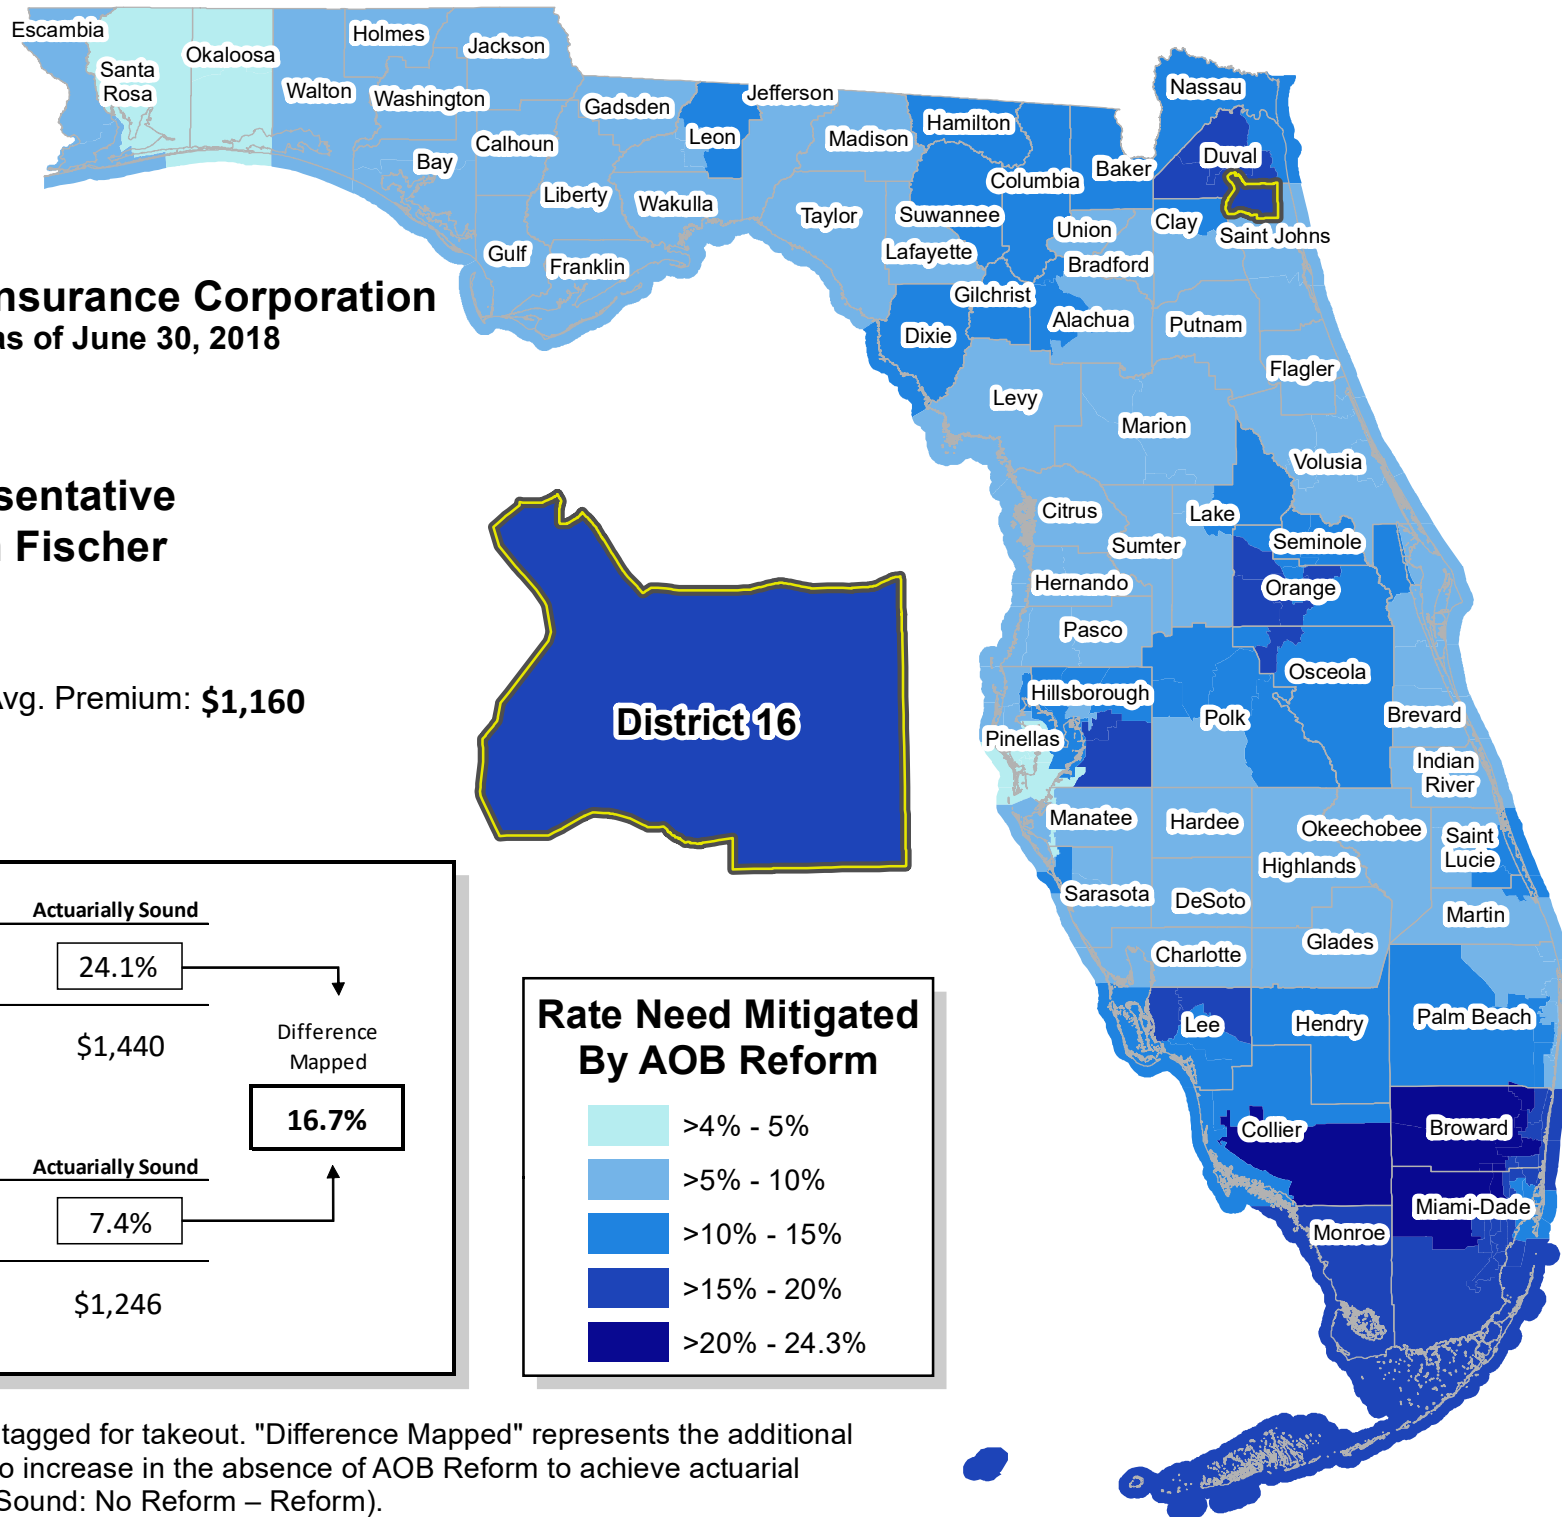 Escambia
Santa
Rosa
Okaloosa
Walton
Holmes
Washington
Jackson
Bay
Calhoun
Gulf
Liberty
Franklin
Gadsden
Wakulla
Leon
Jefferson
Madison
Taylor
Hamilton
Suwannee
Lafayette
Dixie
Columbia
Gilchrist
Baker
Union
Bradford
Alachua
Nassau
Duval
Clay
Saint Johns
Putnam
Flagler
Levy
Marion
Volusia
Citrus
Sumter
Lake
Hernando
Pasco
Seminole
Orange
Osceola
Hillsborough
Pinellas
Polk
Brevard
Indian
River
Manatee
Hardee
Okeechobee
Saint
Lucie
Highlands
Sarasota
DeSoto
Martin
Charlotte
Glades
Lee
Hendry
Palm Beach
Collier
Broward
Miami-Dade
Monroe
nsurance Corporation
as of June 30, 2018
sentative
Fischer
Avg. Premium: $1,160
District 16
Actuarially Sound
24.1%
$1,440
Difference
Mapped
16.7%
Actuarially Sound
7.4%
$1,246
Rate Need Mitigated
By AOB Reform
>4% - 5%
>5% - 10%
>10% - 15%
>15% - 20%
>20% - 24.3%
tagged for takeout. "Difference Mapped" represents the additional
o increase in the absence of AOB Reform to achieve actuarial
Sound: No Reform – Reform).